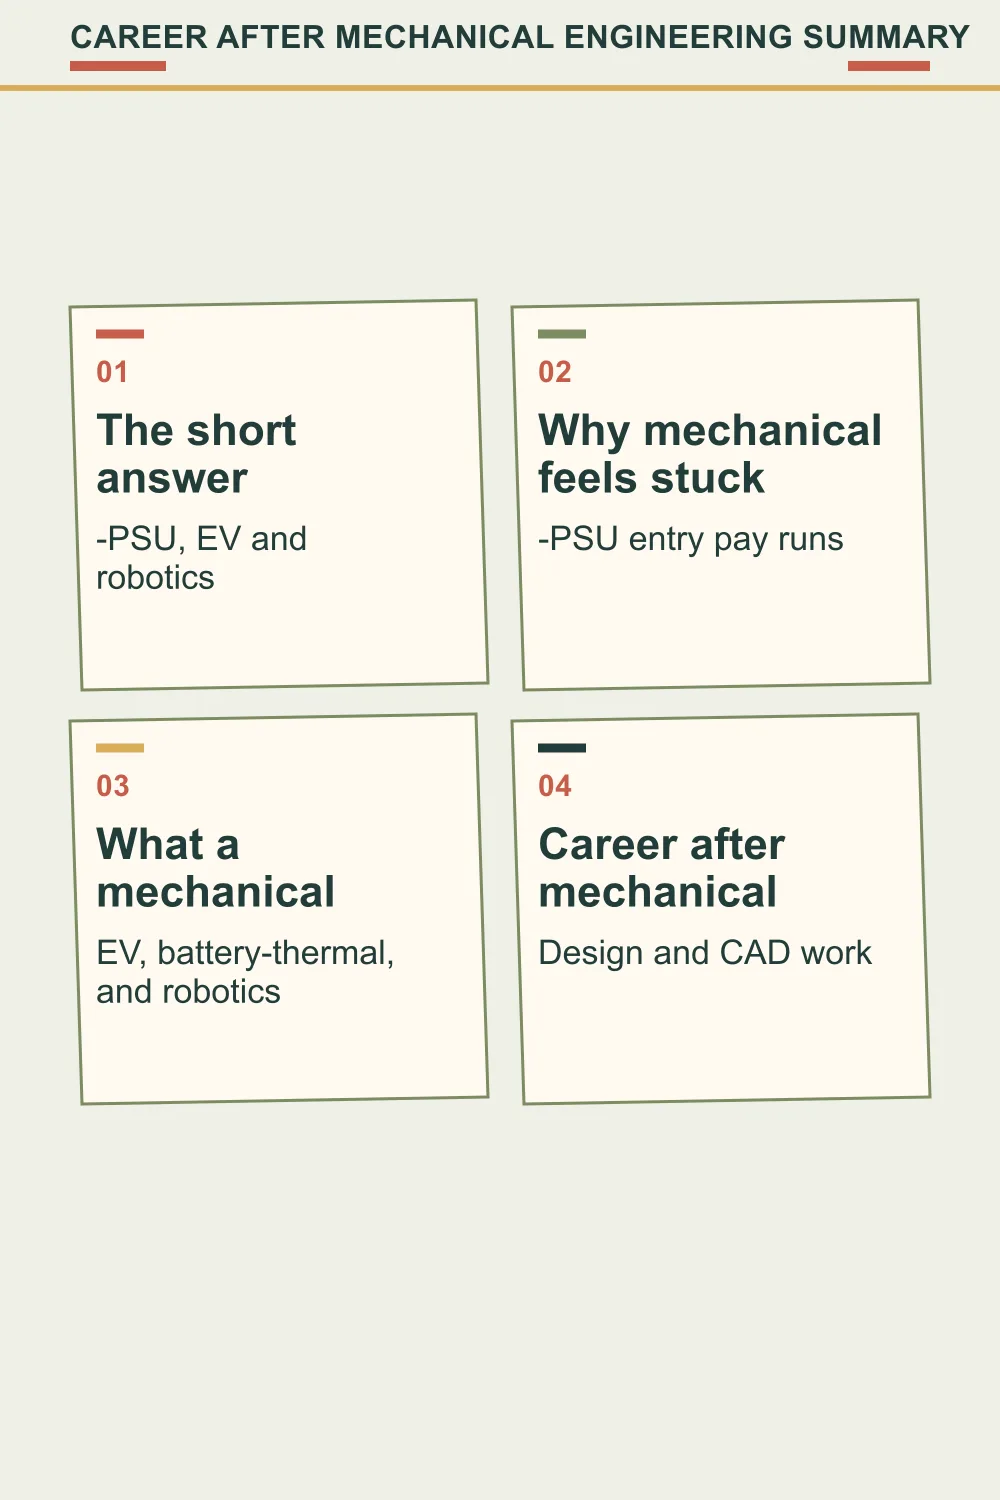 CAREER AFTER MECHANICAL ENGINEERING SUMMARY
01
The short
answer
-PSU, EV and
robotics
02
Why mechanical
feels stuck
-PSU entry pay runs
03
What a
mechanical
EV, battery-thermal,
and robotics
04
Career after
mechanical
Design and CAD work